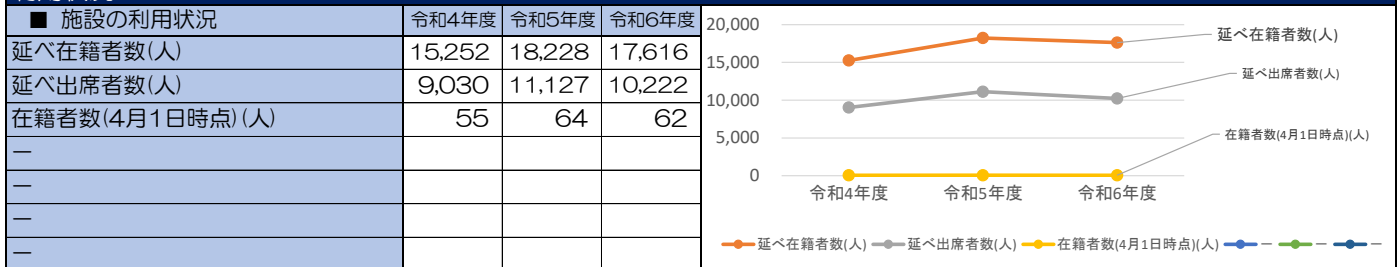 ■ 施設の利用状況 令和4年度 令和5年度 令和6年度
延べ在籍者数(人) 15,252 18,228 17,616
延べ出席者数(人) 9,030 11,127 10,222
在籍者数(4月1日時点)(人) 55 64 62
－
－
－
－
20,000
15,000
10,000
5,000
0
令和4年度 令和5年度 令和6年度
延べ在籍者数(人)
延べ出席者数(人)
在籍者数(4月1日時点)(人)
延べ在籍者数(人) 延べ出席者数(人) 在籍者数(4月1日時点)(人) － － －